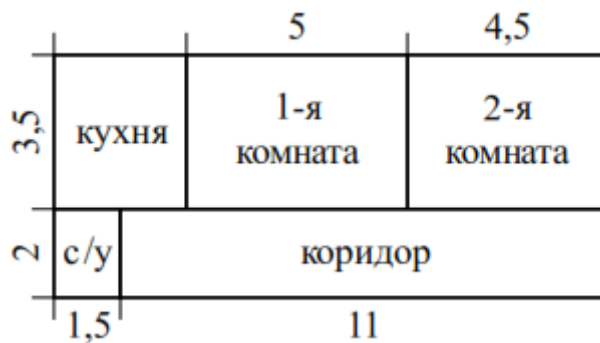 5 4,5
3,5 кухня 1-я комната 2-я комната
2 с/у коридор
1,5 11